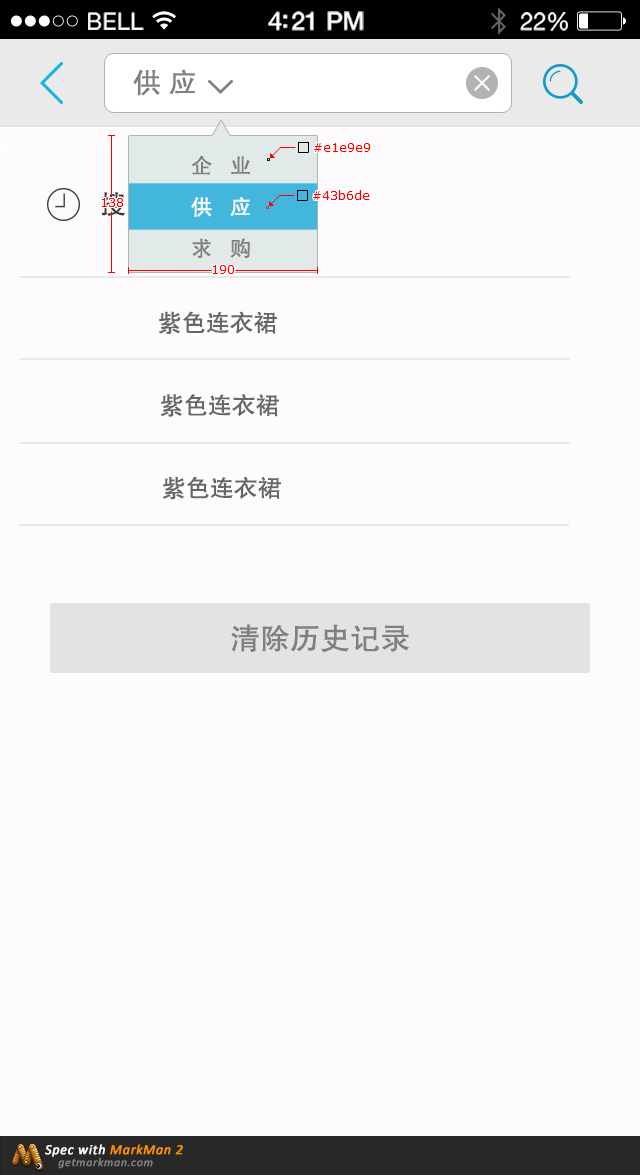 BELL 4:21 PM 22%
供 应
企 业 #e1e9e9
供 应 #43b6de
搜
138
求 购
190
紫色连衣裙
紫色连衣裙
紫色连衣裙
清除历史记录
Spec with MarkMan 2
getmarkman.com